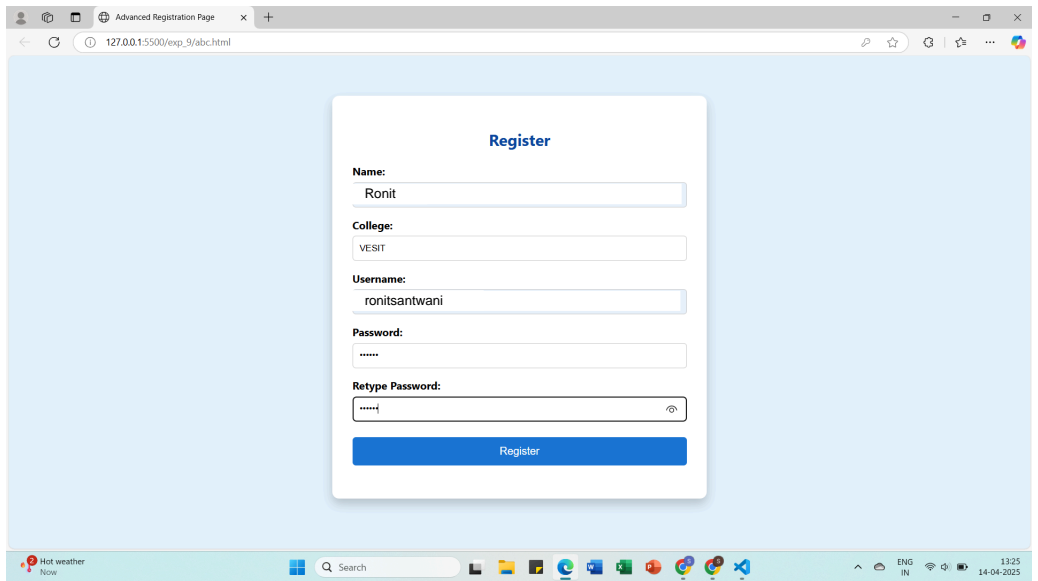 Advanced Registration Page
127.0.0.1:5500/exp_9/abc.html
Register
Name:
Ronit
College:
VESIT
Username:
ronitsantwani
Password:
••••••
Retype Password:
••••••
Register
2
Hot weather
Now
Search
ENG
IN
13:25
14-04-2025